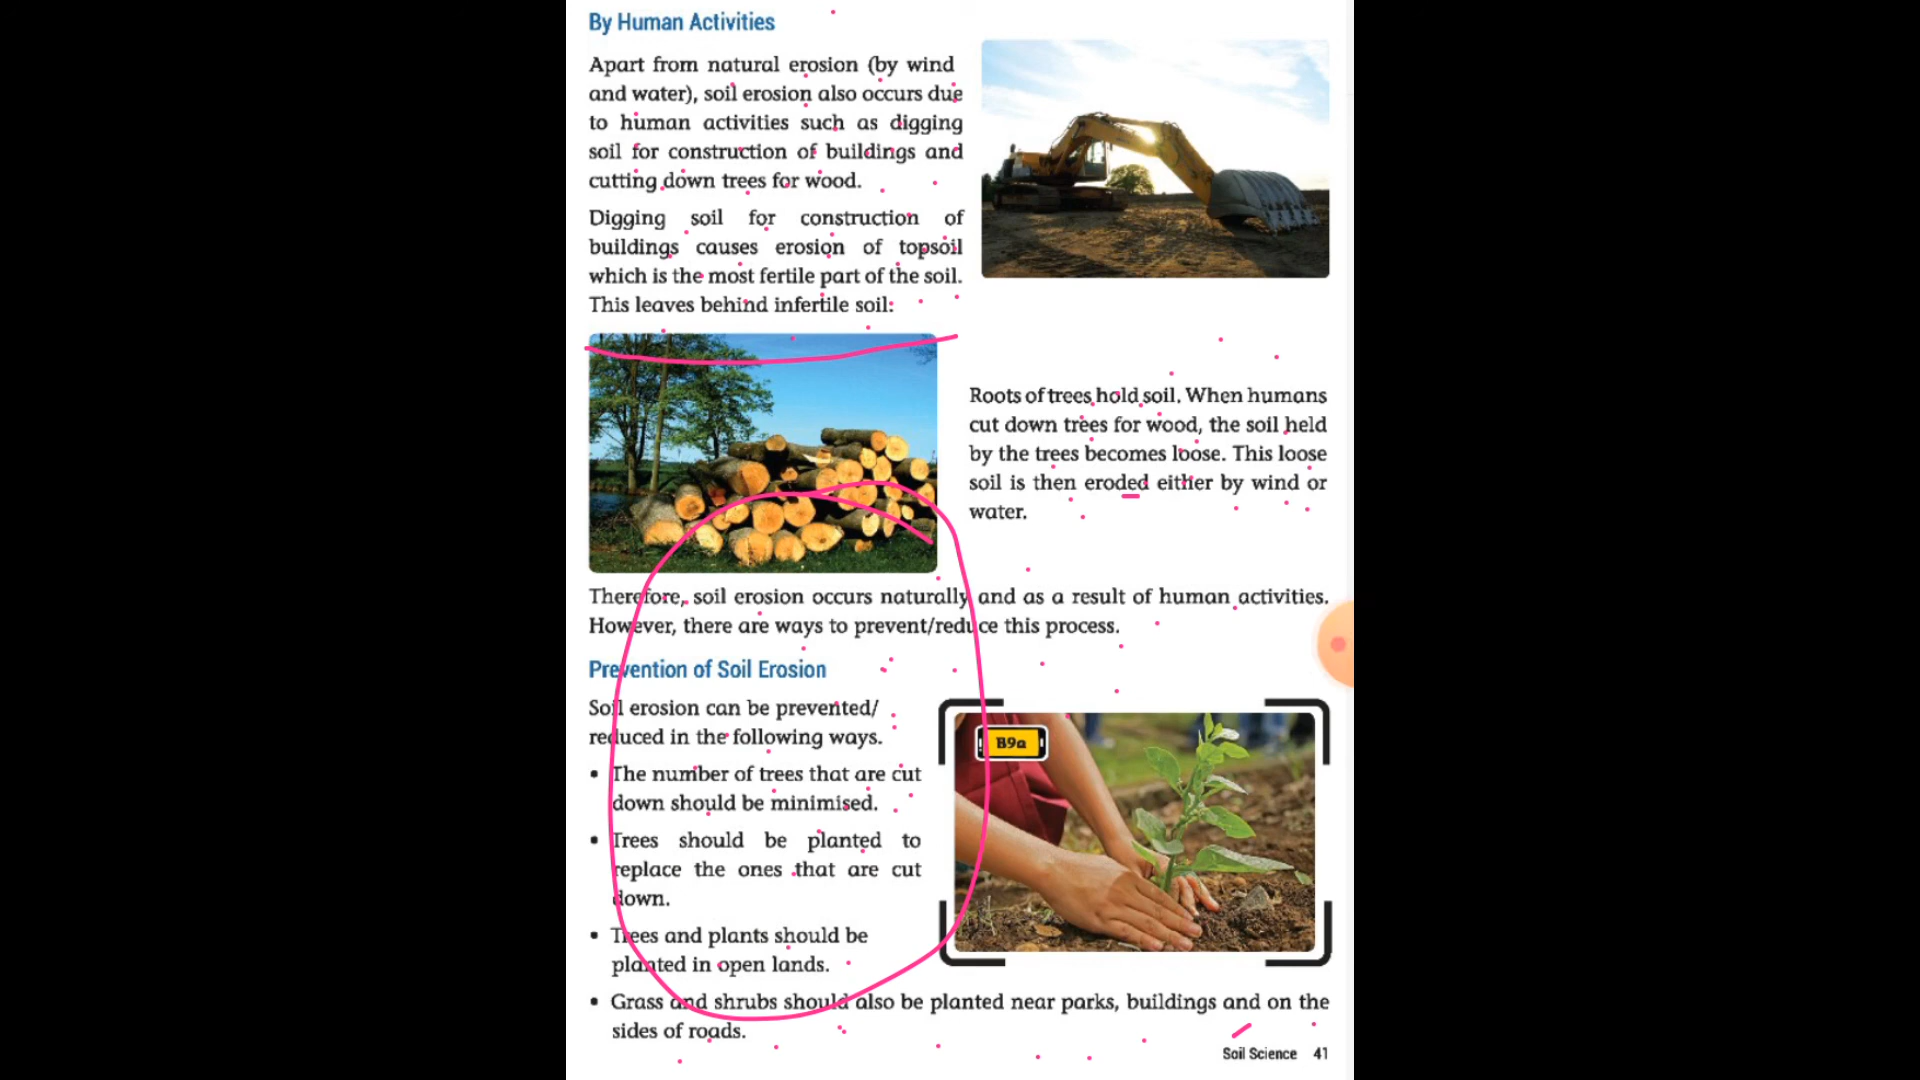 By Human Activities
Apart from natural erosion (by wind
and water), soil erosion also occurs due
to human activities such as digging
soil for construction of buildings and
cutting down trees for wood.
Digging soil for construction of
buildings causes erosion of topsoil
which is the most fertile part of the soil.
This leaves behind infertile soil.
Roots of trees hold soil. When humans
cut down trees for wood, the soil held
by the trees becomes loose. This loose
soil is then eroded either by wind or
water.
Therefore, soil erosion occurs naturally and as a result of human activities.
However, there are ways to prevent/reduce this process.
Prevention of Soil Erosion
Soil erosion can be prevented/
reduced in the following ways.
• The number of trees that are cut
down should be minimised.
• Trees should be planted to
replace the ones that are cut
down.
• Trees and plants should be
planted in open lands.
B9a
• Grass and shrubs should also be planted near parks, buildings and on the
sides of roads.
Soil Science 41